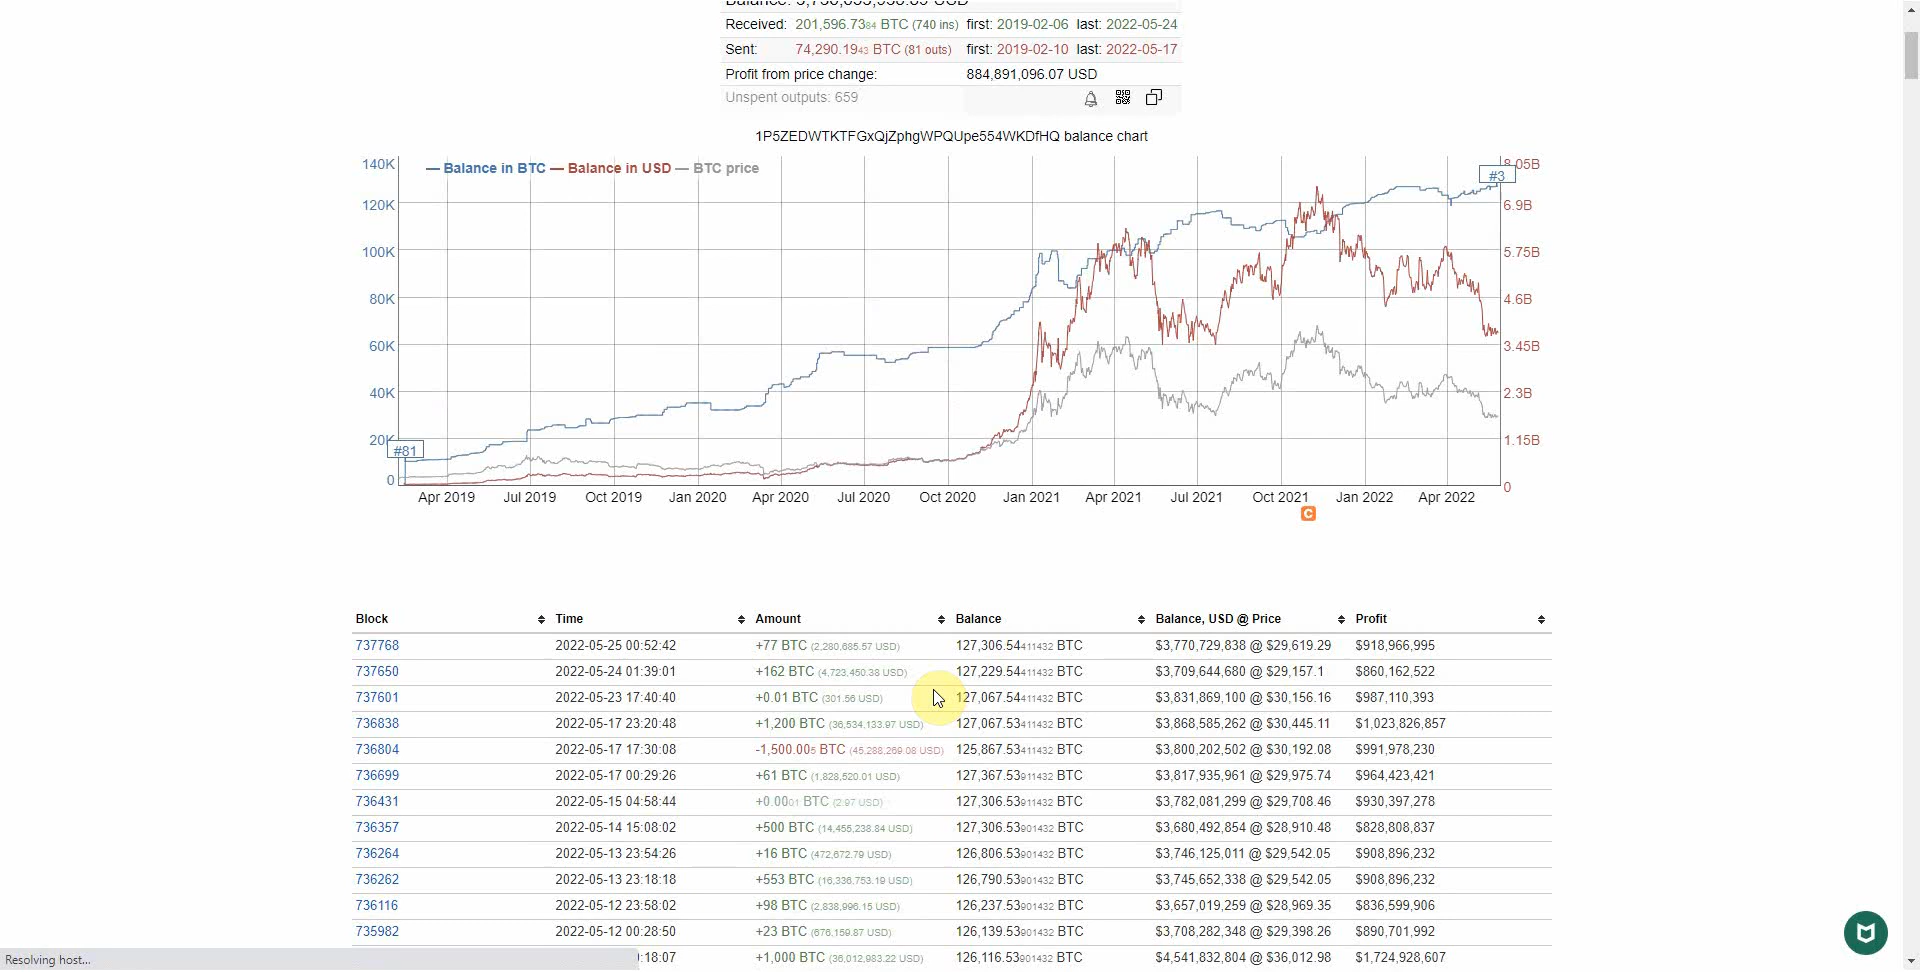 Received: 201,596.7384 BTC (740 ins) first: 2019-02-06 last: 2022-05-24
Sent: 74,290.1943 BTC (81 outs) first: 2019-02-10 last: 2022-05-17
Profit from price change: 884,891,096.07 USD
Unspent outputs: 659
1P5ZEDWTKTFGxQjZphgWPQUpe554WKDfHQ balance chart
Balance in BTC Balance in USD BTC price
140K
120K
100K
80K
60K
40K
20K
0
#81
#3
8.05B
6.9B
5.75B
4.6B
3.45B
2.3B
1.15B
0
Apr 2019 Jul 2019 Oct 2019 Jan 2020 Apr 2020 Jul 2020 Oct 2020 Jan 2021 Apr 2021 Jul 2021 Oct 2021 Jan 2022 Apr 2022
C
Block Time Amount Balance Balance, USD @ Price Profit
737768 2022-05-25 00:52:42 +77 BTC (2,280,685.57 USD) 127,306.54411432 BTC $3,770,729,838 @ $29,619.29 $918,966,995
737650 2022-05-24 01:39:01 +162 BTC (4,723,450.38 USD) 127,229.54411432 BTC $3,709,644,680 @ $29,157.1 $860,162,522
737601 2022-05-23 17:40:40 +0.01 BTC (301.56 USD) 127,067.54411432 BTC $3,831,869,100 @ $30,156.16 $987,110,393
736838 2022-05-17 23:20:48 +1,200 BTC (36,534,133.97 USD) 127,067.53411432 BTC $3,868,585,262 @ $30,445.11 $1,023,826,857
736804 2022-05-17 17:30:08 -1,500.005 BTC (45,288,269.08 USD) 125,867.53411432 BTC $3,800,202,502 @ $30,192.08 $991,978,230
736699 2022-05-17 00:29:26 +61 BTC (1,828,520.01 USD) 127,367.53911432 BTC $3,817,935,961 @ $29,975.74 $964,423,421
736431 2022-05-15 04:58:44 +0.0001 BTC (2.97 USD) 127,306.53911432 BTC $3,782,081,299 @ $29,708.46 $930,397,278
736357 2022-05-14 15:08:02 +500 BTC (14,455,238.84 USD) 127,306.53901432 BTC $3,680,492,854 @ $28,910.48 $828,808,837
736264 2022-05-13 23:54:26 +16 BTC (472,672.79 USD) 126,806.53901432 BTC $3,746,125,011 @ $29,542.05 $908,896,232
736262 2022-05-13 23:18:18 +553 BTC (16,336,753.19 USD) 126,790.53901432 BTC $3,745,652,338 @ $29,542.05 $908,896,232
736116 2022-05-12 23:58:02 +98 BTC (2,838,996.15 USD) 126,237.53901432 BTC $3,657,019,259 @ $28,969.35 $836,599,906
735982 2022-05-12 00:28:50 +23 BTC (676,159.87 USD) 126,139.53901432 BTC $3,708,282,348 @ $29,398.26 $890,701,992
:18:07 +1,000 BTC (36,012,983.22 USD) 126,116.53901432 BTC $4,541,832,804 @ $36,012.98 $1,724,928,607
Resolving host...